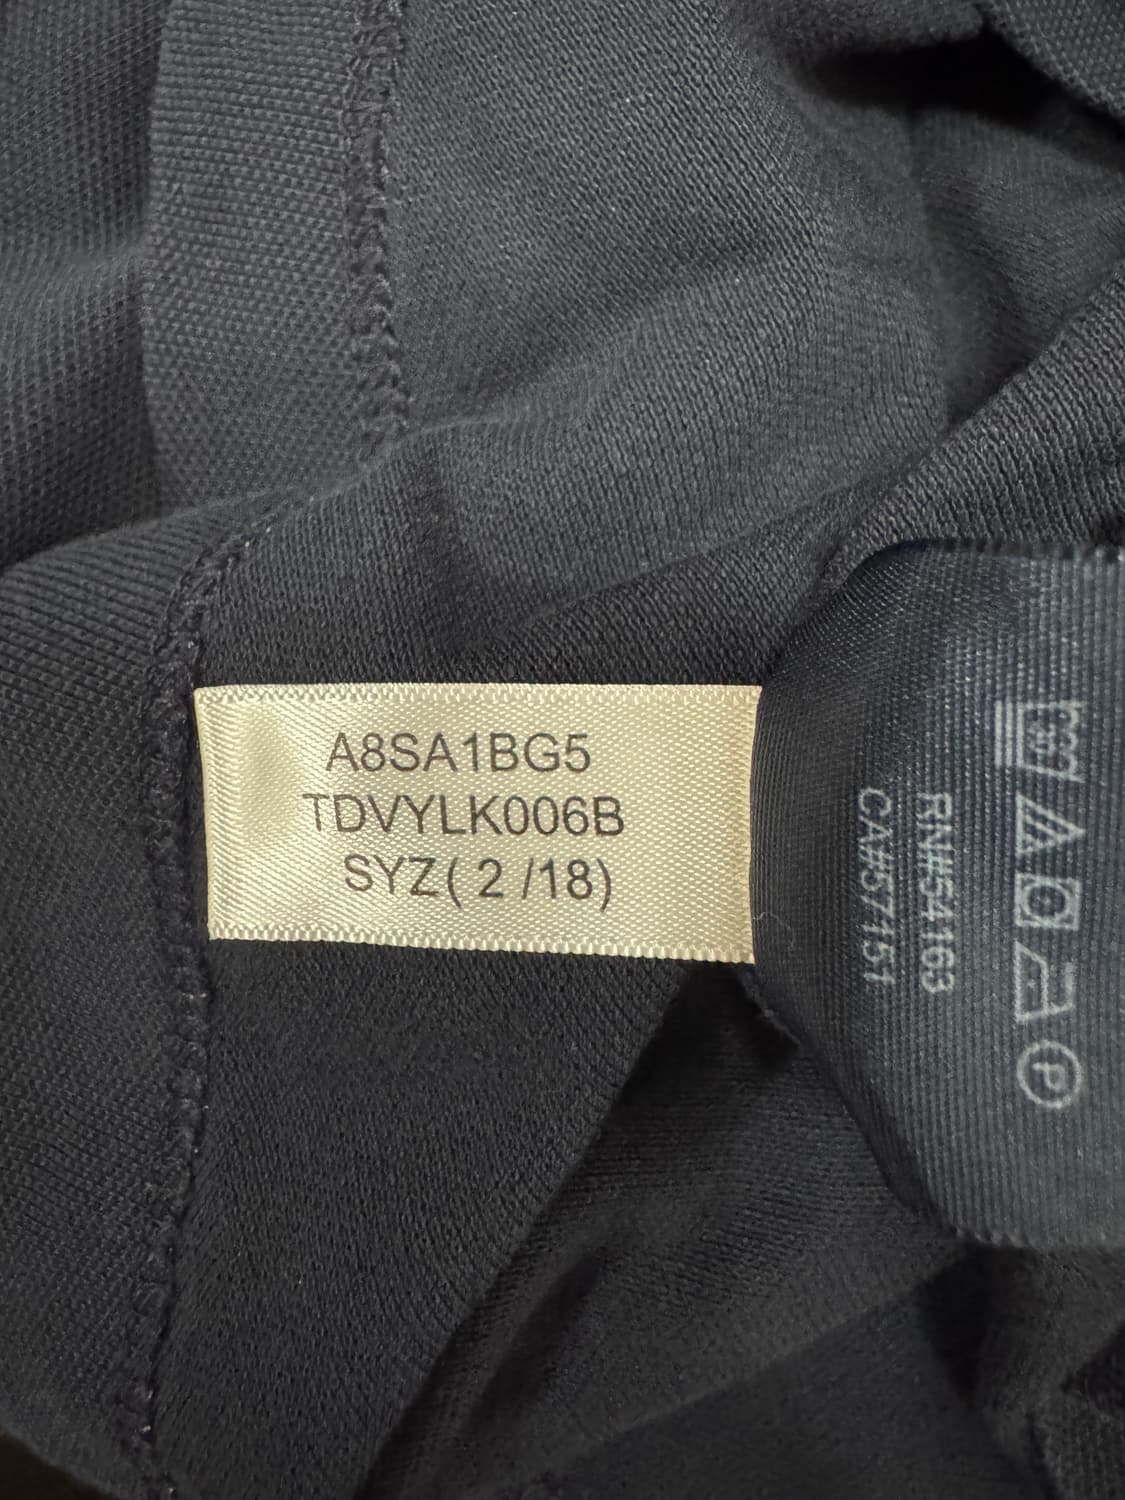 A8SA1BG5
TDVYLK006B
SYZ( 2 /18)
RN#54163
CA#57151
P